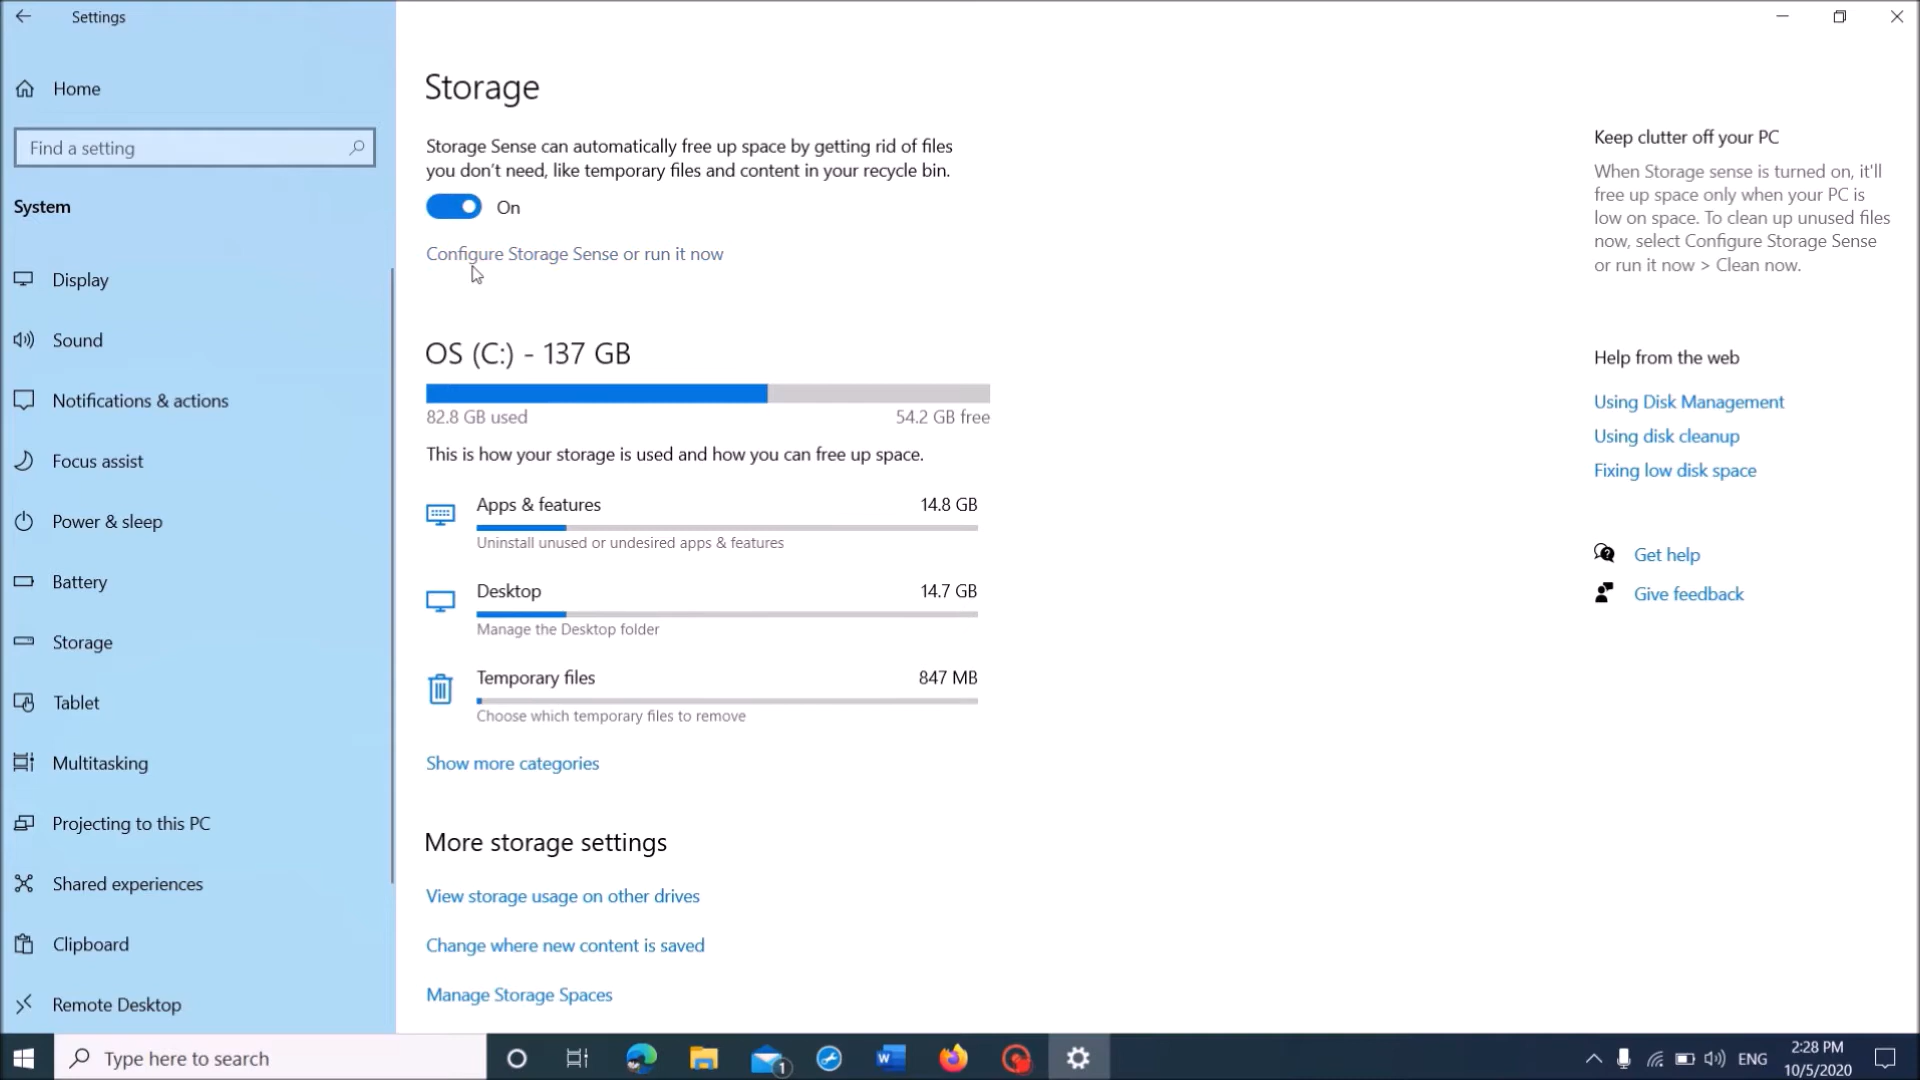 Settings
Home
Find a setting
System
Display
Sound
Notifications & actions
Focus assist
Power & sleep
Battery
Storage
Tablet
Multitasking
Projecting to this PC
Shared experiences
Clipboard
Remote Desktop
Storage
Storage Sense can automatically free up space by getting rid of files
you don't need, like temporary files and content in your recycle bin.
On
Configure Storage Sense or run it now
OS (C:) - 137 GB
82.8 GB used
54.2 GB free
This is how your storage is used and how you can free up space.
Apps & features
14.8 GB
Uninstall unused or undesired apps & features
Desktop
14.7 GB
Manage the Desktop folder
Temporary files
847 MB
Choose which temporary files to remove
Show more categories
More storage settings
View storage usage on other drives
Change where new content is saved
Manage Storage Spaces
Keep clutter off your PC
When Storage sense is turned on, it'll
free up space only when your PC is
low on space. To clean up unused files
now, select Configure Storage Sense
or run it now > Clean now.
Help from the web
Using Disk Management
Using disk cleanup
Fixing low disk space
Get help
Give feedback
Type here to search
1
W
ENG
2:28 PM
10/5/2020